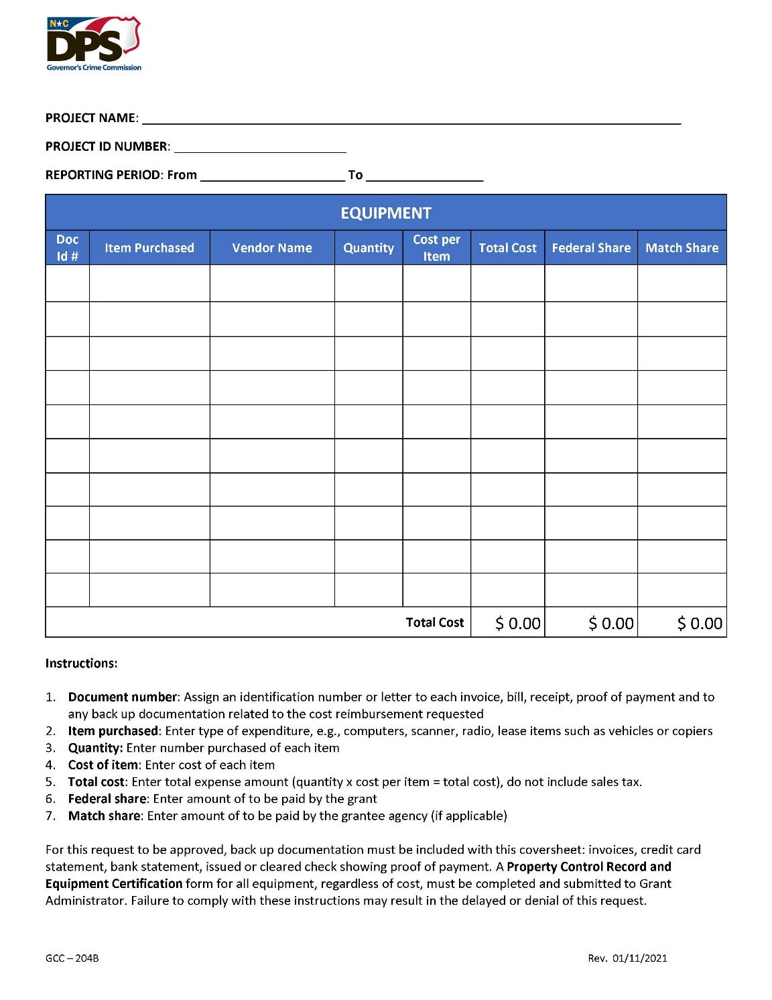 N★C
DPS
Governor's Crime Commission
PROJECT NAME: ______________________________
PROJECT ID NUMBER: ____________________
REPORTING PERIOD: From ____________________ To ________________
EQUIPMENT
Doc Id # Item Purchased Vendor Name Quantity Cost per Item Total Cost Federal Share Match Share
Total Cost $ 0.00 $ 0.00 $ 0.00
Instructions:
1. Document number: Assign an identification number or letter to each invoice, bill, receipt, proof of payment and to
any back up documentation related to the cost reimbursement requested
2. Item purchased: Enter type of expenditure, e.g., computers, scanner, radio, lease items such as vehicles or copiers
3. Quantity: Enter number purchased of each item
4. Cost of item: Enter cost of each item
5. Total cost: Enter total expense amount (quantity x cost per item = total cost), do not include sales tax.
6. Federal share: Enter amount of to be paid by the grant
7. Match share: Enter amount of to be paid by the grantee agency (if applicable)
For this request to be approved, back up documentation must be included with this coversheet: invoices, credit card
statement, bank statement, issued or cleared check showing proof of payment. A Property Control Record and
Equipment Certification form for all equipment, regardless of cost, must be completed and submitted to Grant
Administrator. Failure to comply with these instructions may result in the delayed or denial of this request.
GCC – 204B Rev. 01/11/2021